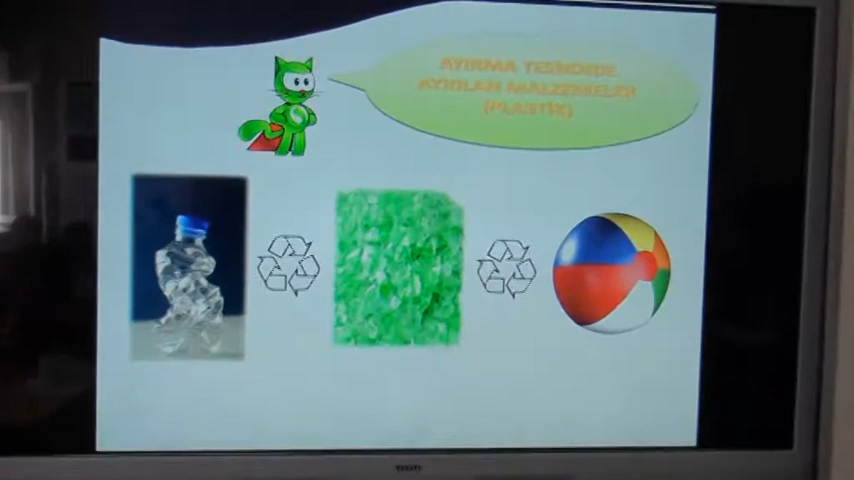 AYIRMA TESİSİNDE
AYRILAN MALZEMELER
(PLASTİK)